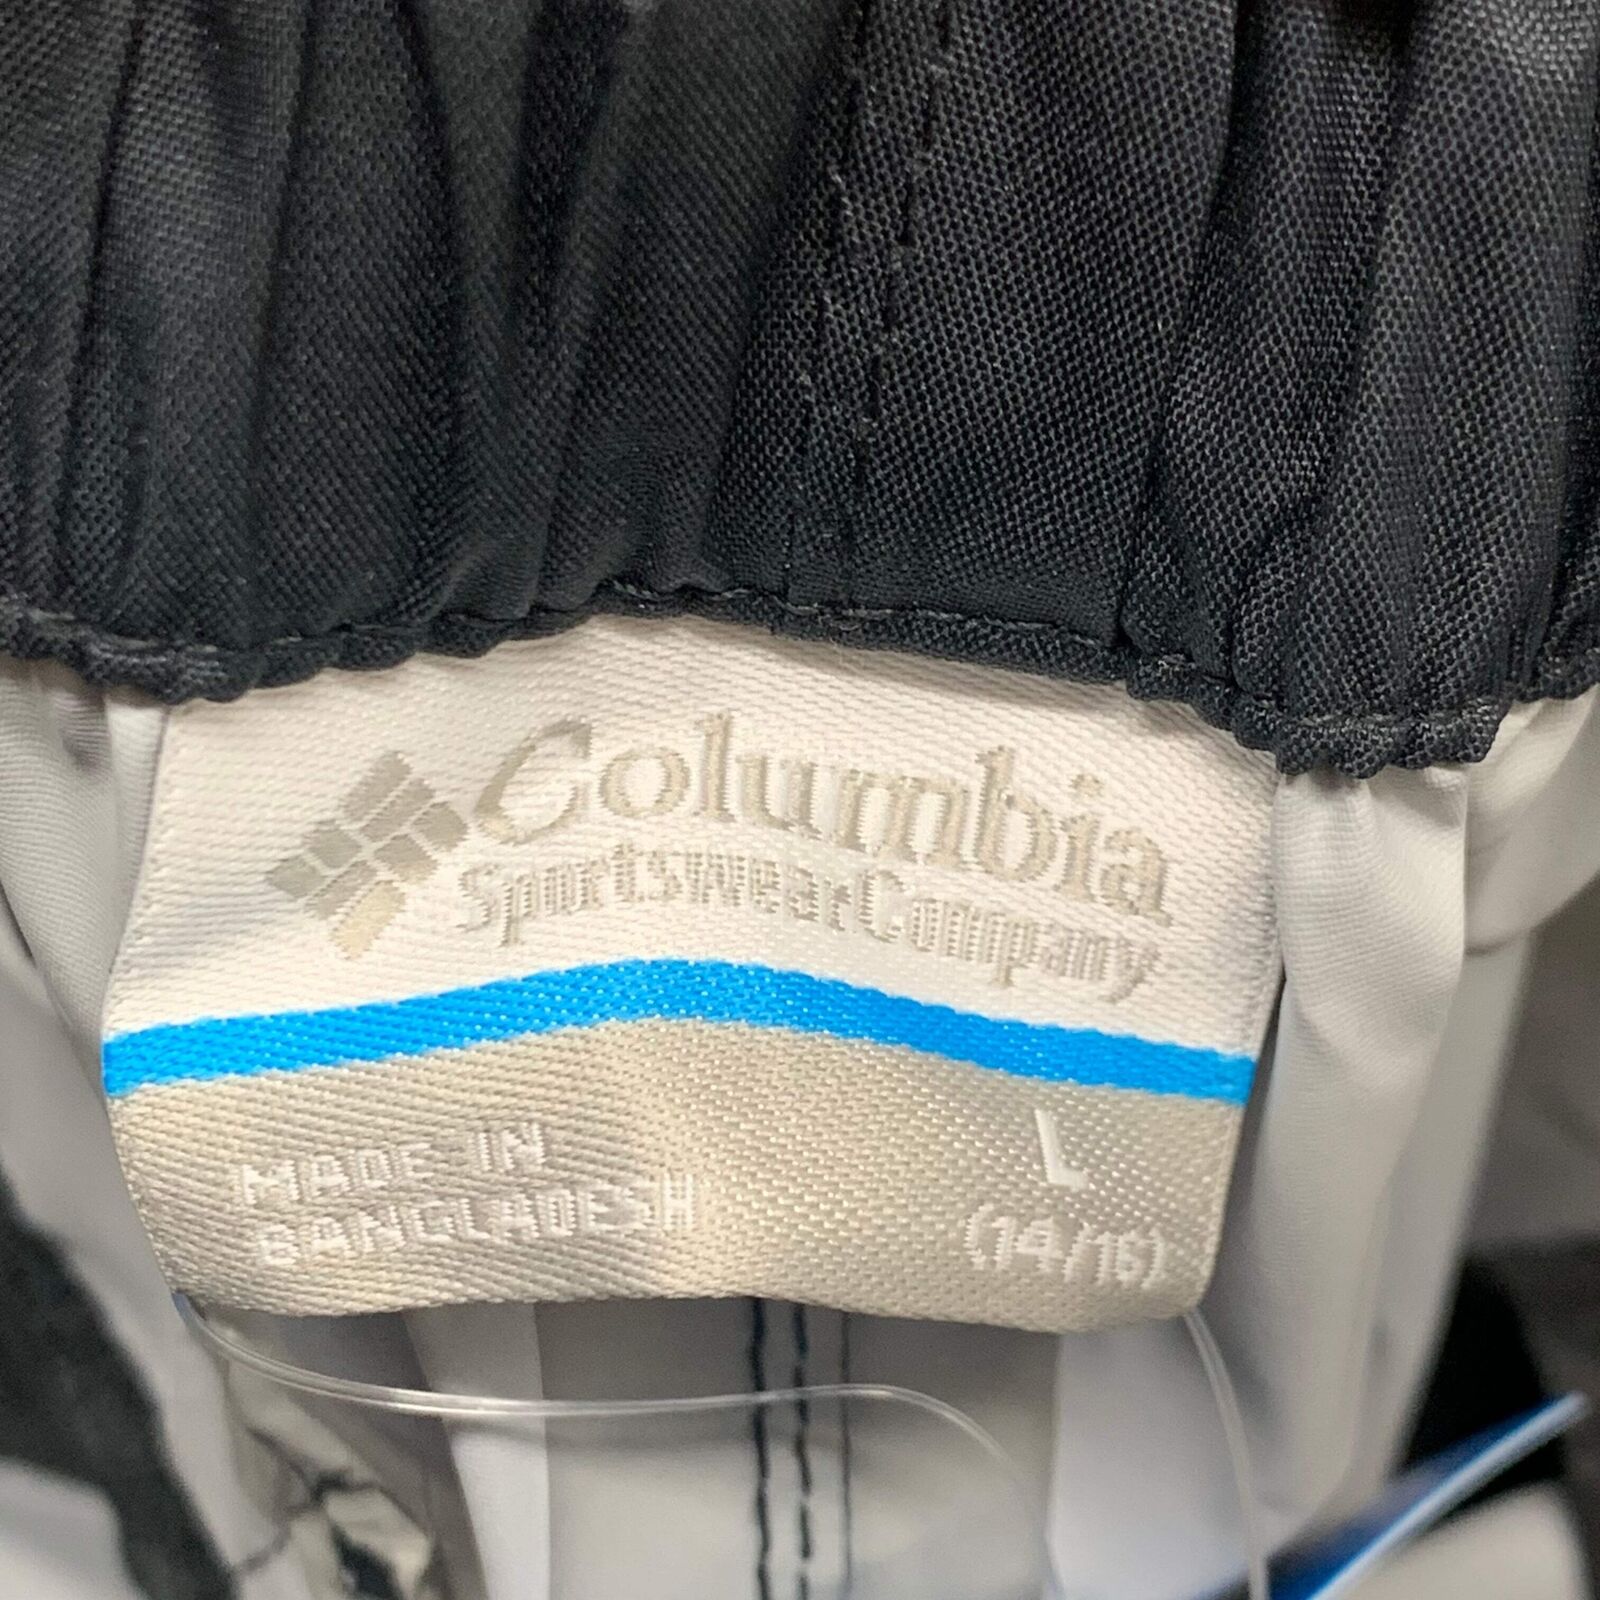 Columbia
Sportswear Company
MADE IN
BANGLADESH
L
(14/16)